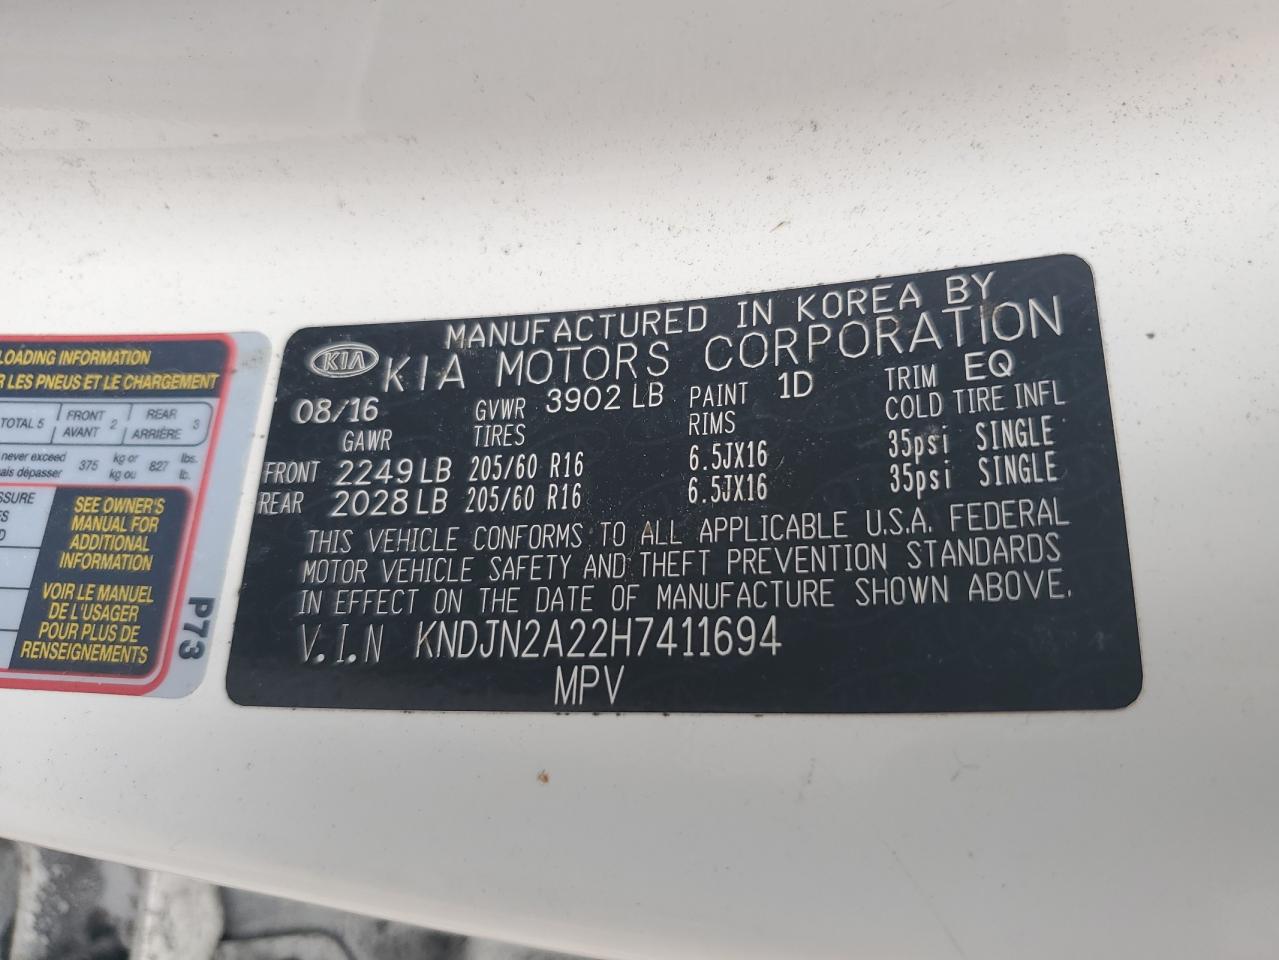 LOADING INFORMATION
R LES PNEUS ET LE CHARGEMENT
TOTAL 5 FRONT AVANT 2 REAR ARRIÈRE 3
never exceed
ais dépasser 375 kg or kg ou 827 lbs. lb.
SSURE
ES
D
SEE OWNER'S
MANUAL FOR
ADDITIONAL
INFORMATION
VOIR LE MANUEL
DE L'USAGER
POUR PLUS DE
RENSEIGNEMENTS
P73
MANUFACTURED IN KOREA BY
KIA KIA MOTORS CORPORATION
08/16 GVWR 3902 LB PAINT 1D TRIM EQ
GAWR TIRES RIMS COLD TIRE INFL
FRONT 2249 LB 205/60 R16 6.5JX16 35psi SINGLE
REAR 2028 LB 205/60 R16 6.5JX16 35psi SINGLE
THIS VEHICLE CONFORMS TO ALL APPLICABLE U.S.A. FEDERAL
MOTOR VEHICLE SAFETY AND THEFT PREVENTION STANDARDS
IN EFFECT ON THE DATE OF MANUFACTURE SHOWN ABOVE.
V.I.N KNDJN2A22H7411694
MPV